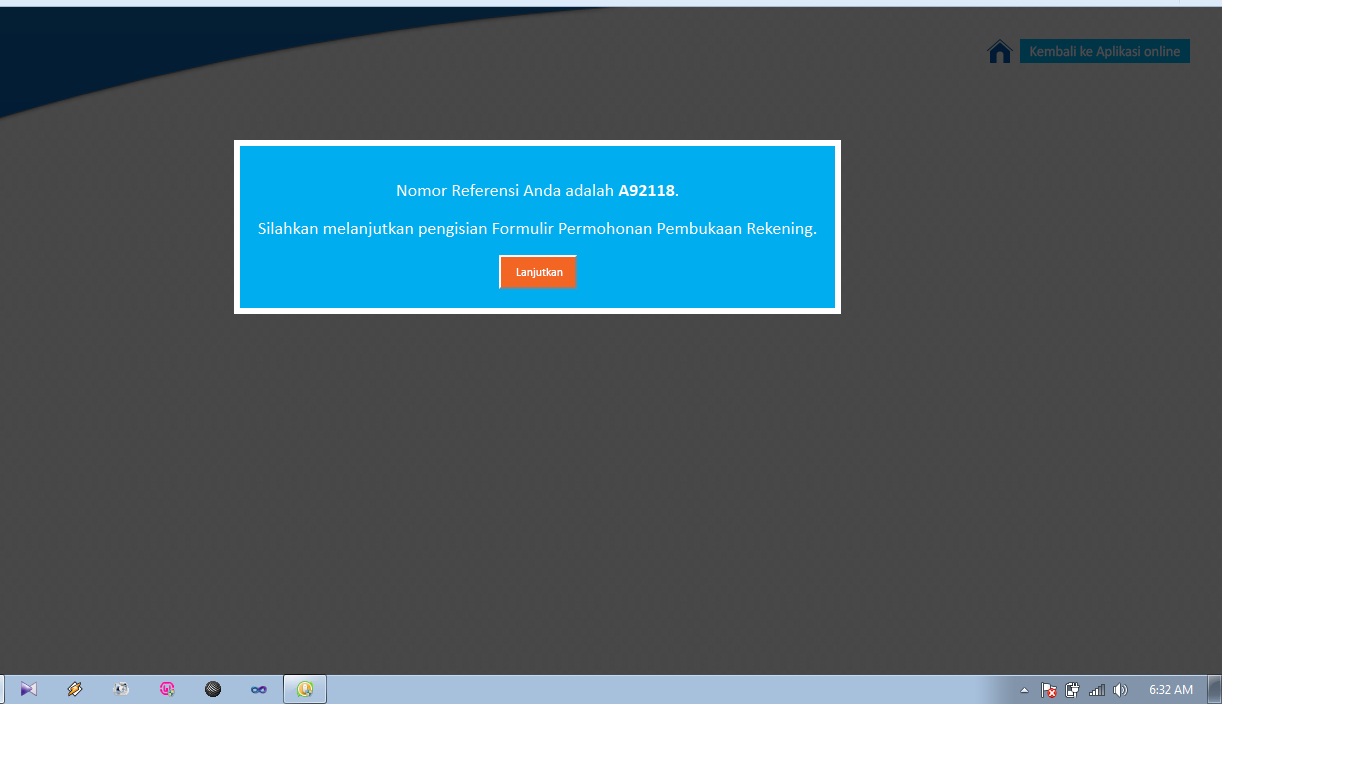 Kembali ke Aplikasi online
Nomor Referensi Anda adalah A92118.
Silahkan melanjutkan pengisian Formulir Permohonan Pembukaan Rekening.
Lanjutkan
6:32 AM